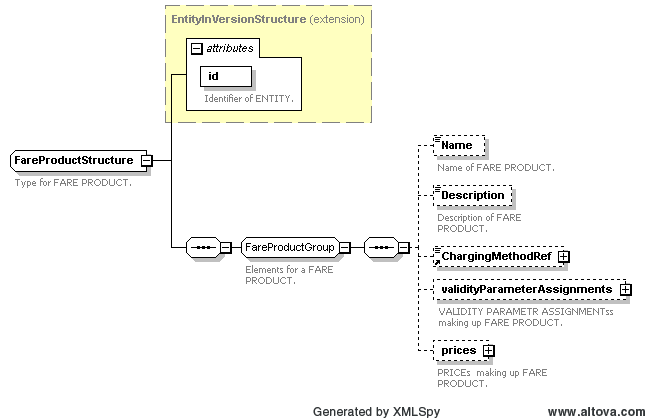 EntityInVersionStructure (extension)
attributes
id
Identifier of ENTITY.
FareProductStructure
Type for FARE PRODUCT.
FareProductGroup
Elements for a FARE
PRODUCT.
Name
Name of FARE PRODUCT.
Description
Description of FARE
PRODUCT.
ChargingMethodRef
validityParameterAssignments
VALIDITY PARAMETR ASSIGNMENTss
making up FARE PRODUCT.
prices
PRICEs making up FARE
PRODUCT.
Generated by XMLSpy
www.altova.com